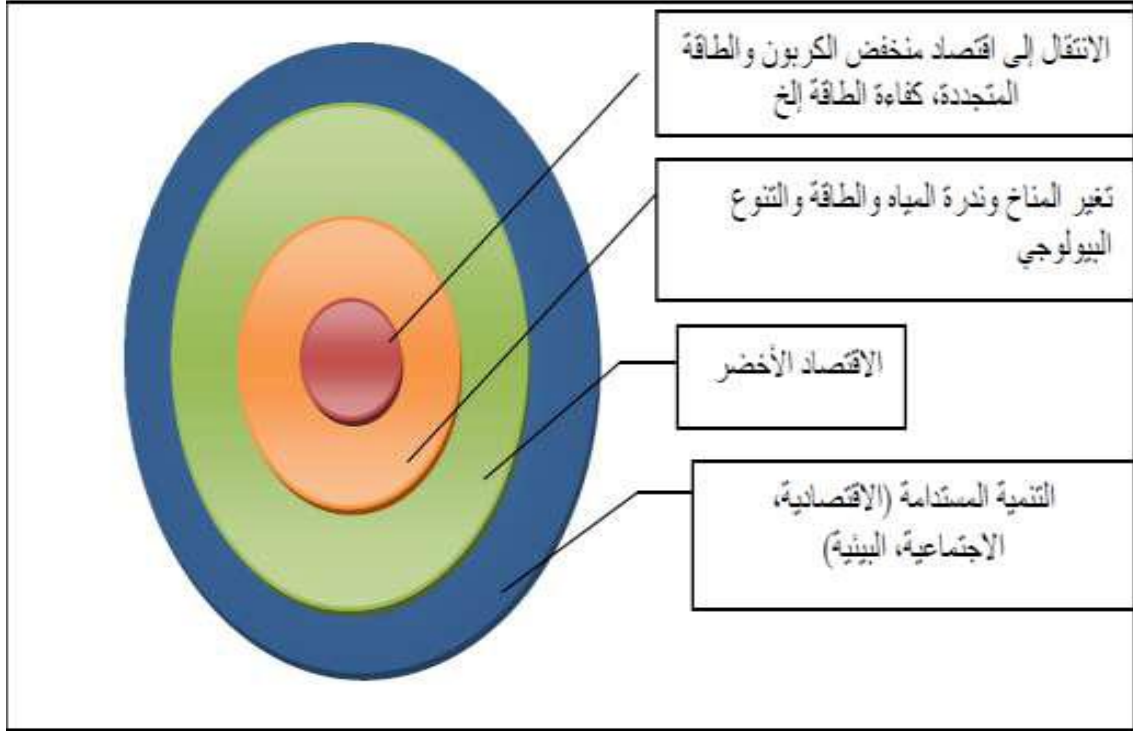 الانتقال إلى اقتصاد منخفض الكربون والطاقة
المتجددة، كفاءة الطاقة إلخ
تغير المناخ وندرة المياه والطاقة والتنوع
البيولوجي
الاقتصاد الأخضر
التنمية المستدامة (الاقتصادية،
الاجتماعية، البيئية)